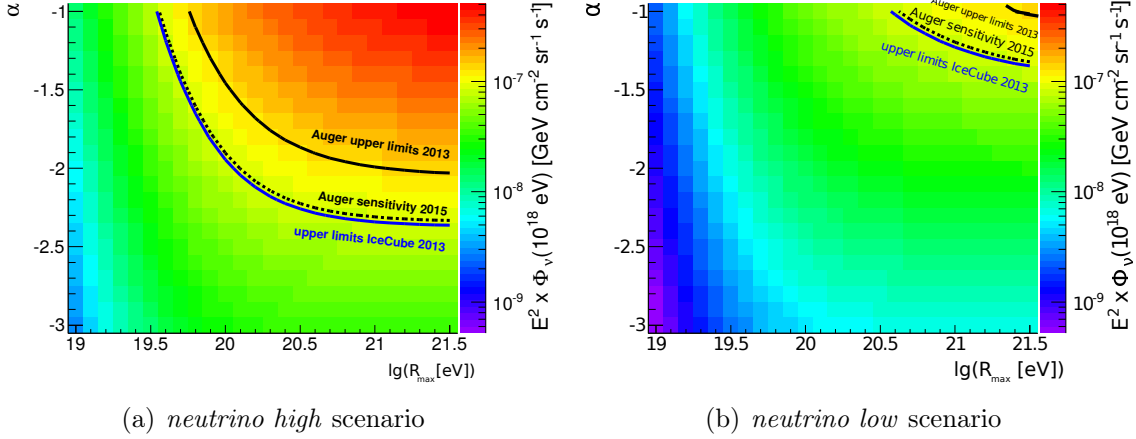 α
-1
-1.5
-2
-2.5
-3
19
19.5
20
20.5
21
21.5
lg(R_max [eV])
Auger upper limits 2013
Auger sensitivity 2015
upper limits IceCube 2013
10^-7
10^-8
10^-9
E^2 x Φ_ν(10^18 eV) [GeV cm^-2 sr^-1 s^-1]
(a) neutrino high scenario
α
-1
-1.5
-2
-2.5
-3
19
19.5
20
20.5
21
21.5
lg(R_max [eV])
Auger upper limits 2013
Auger sensitivity 2015
upper limits IceCube 2013
10^-7
10^-8
10^-9
E^2 x Φ_ν(10^18 eV) [GeV cm^-2 sr^-1 s^-1]
(b) neutrino low scenario